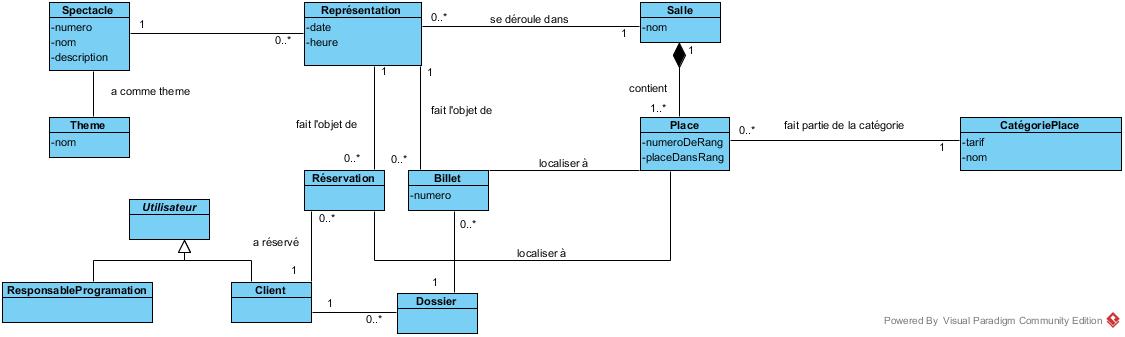 Spectacle
-numero
-nom
-description
1
0..*
Représentation
-date
-heure
0..*
se déroule dans
1
Salle
-nom
1
contient
1..*
a comme theme
Theme
-nom
1
fait l'objet de
0..*
1
fait l'objet de
0..*
Place
-numeroDeRang
-placeDansRang
0..*
fait partie de la catégorie
1
CatégoriePlace
-tarif
-nom
localiser à
Réservation
0..*
Billet
-numero
0..*
Utilisateur
a réservé
1
localiser à
1
ResponsableProgramation
Client
1
0..*
Dossier
Powered By Visual Paradigm Community Edition